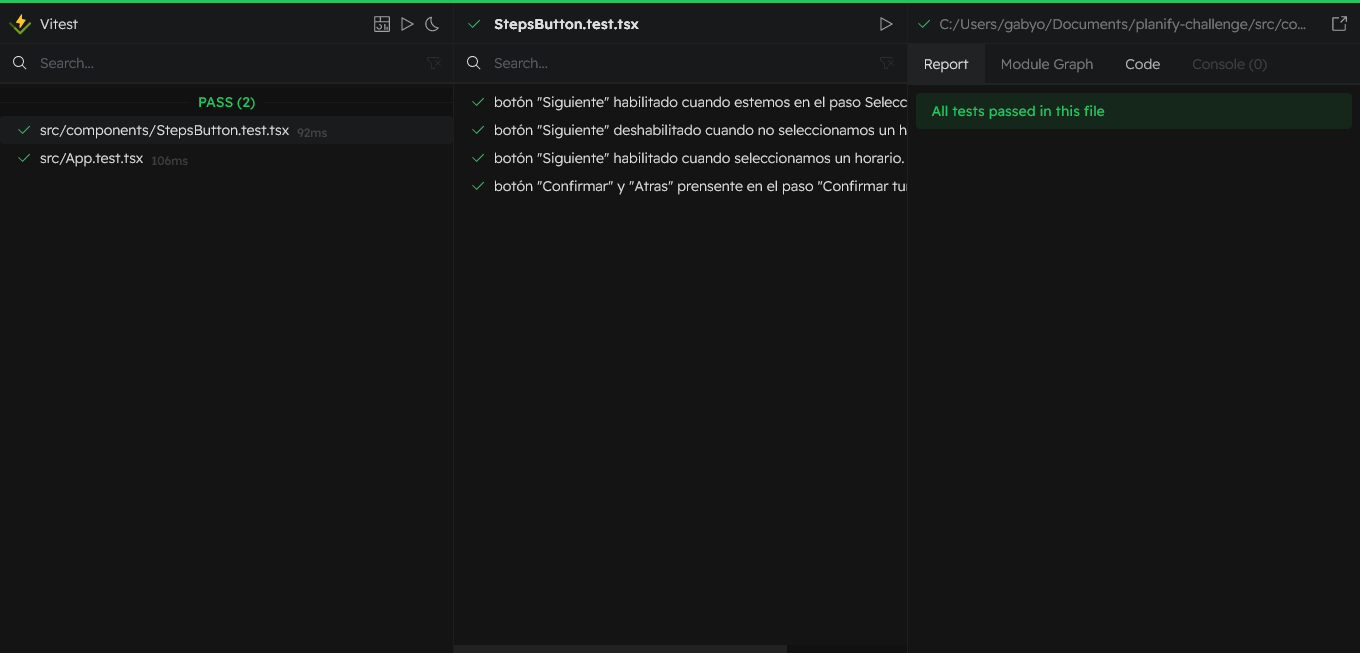 Vitest
Search...
PASS (2)
src/components/StepsButton.test.tsx 92ms
src/App.test.tsx 106ms
StepsButton.test.tsx
Search...
botón "Siguiente" habilitado cuando estemos en el paso Selecc
botón "Siguiente" deshabilitado cuando no seleccionamos un h
botón "Siguiente" habilitado cuando seleccionamos un horario.
botón "Confirmar" y "Atras" prensente en el paso "Confirmar tur
C:/Users/gabyo/Documents/planify-challenge/src/co...
Report Module Graph Code Console (0)
All tests passed in this file